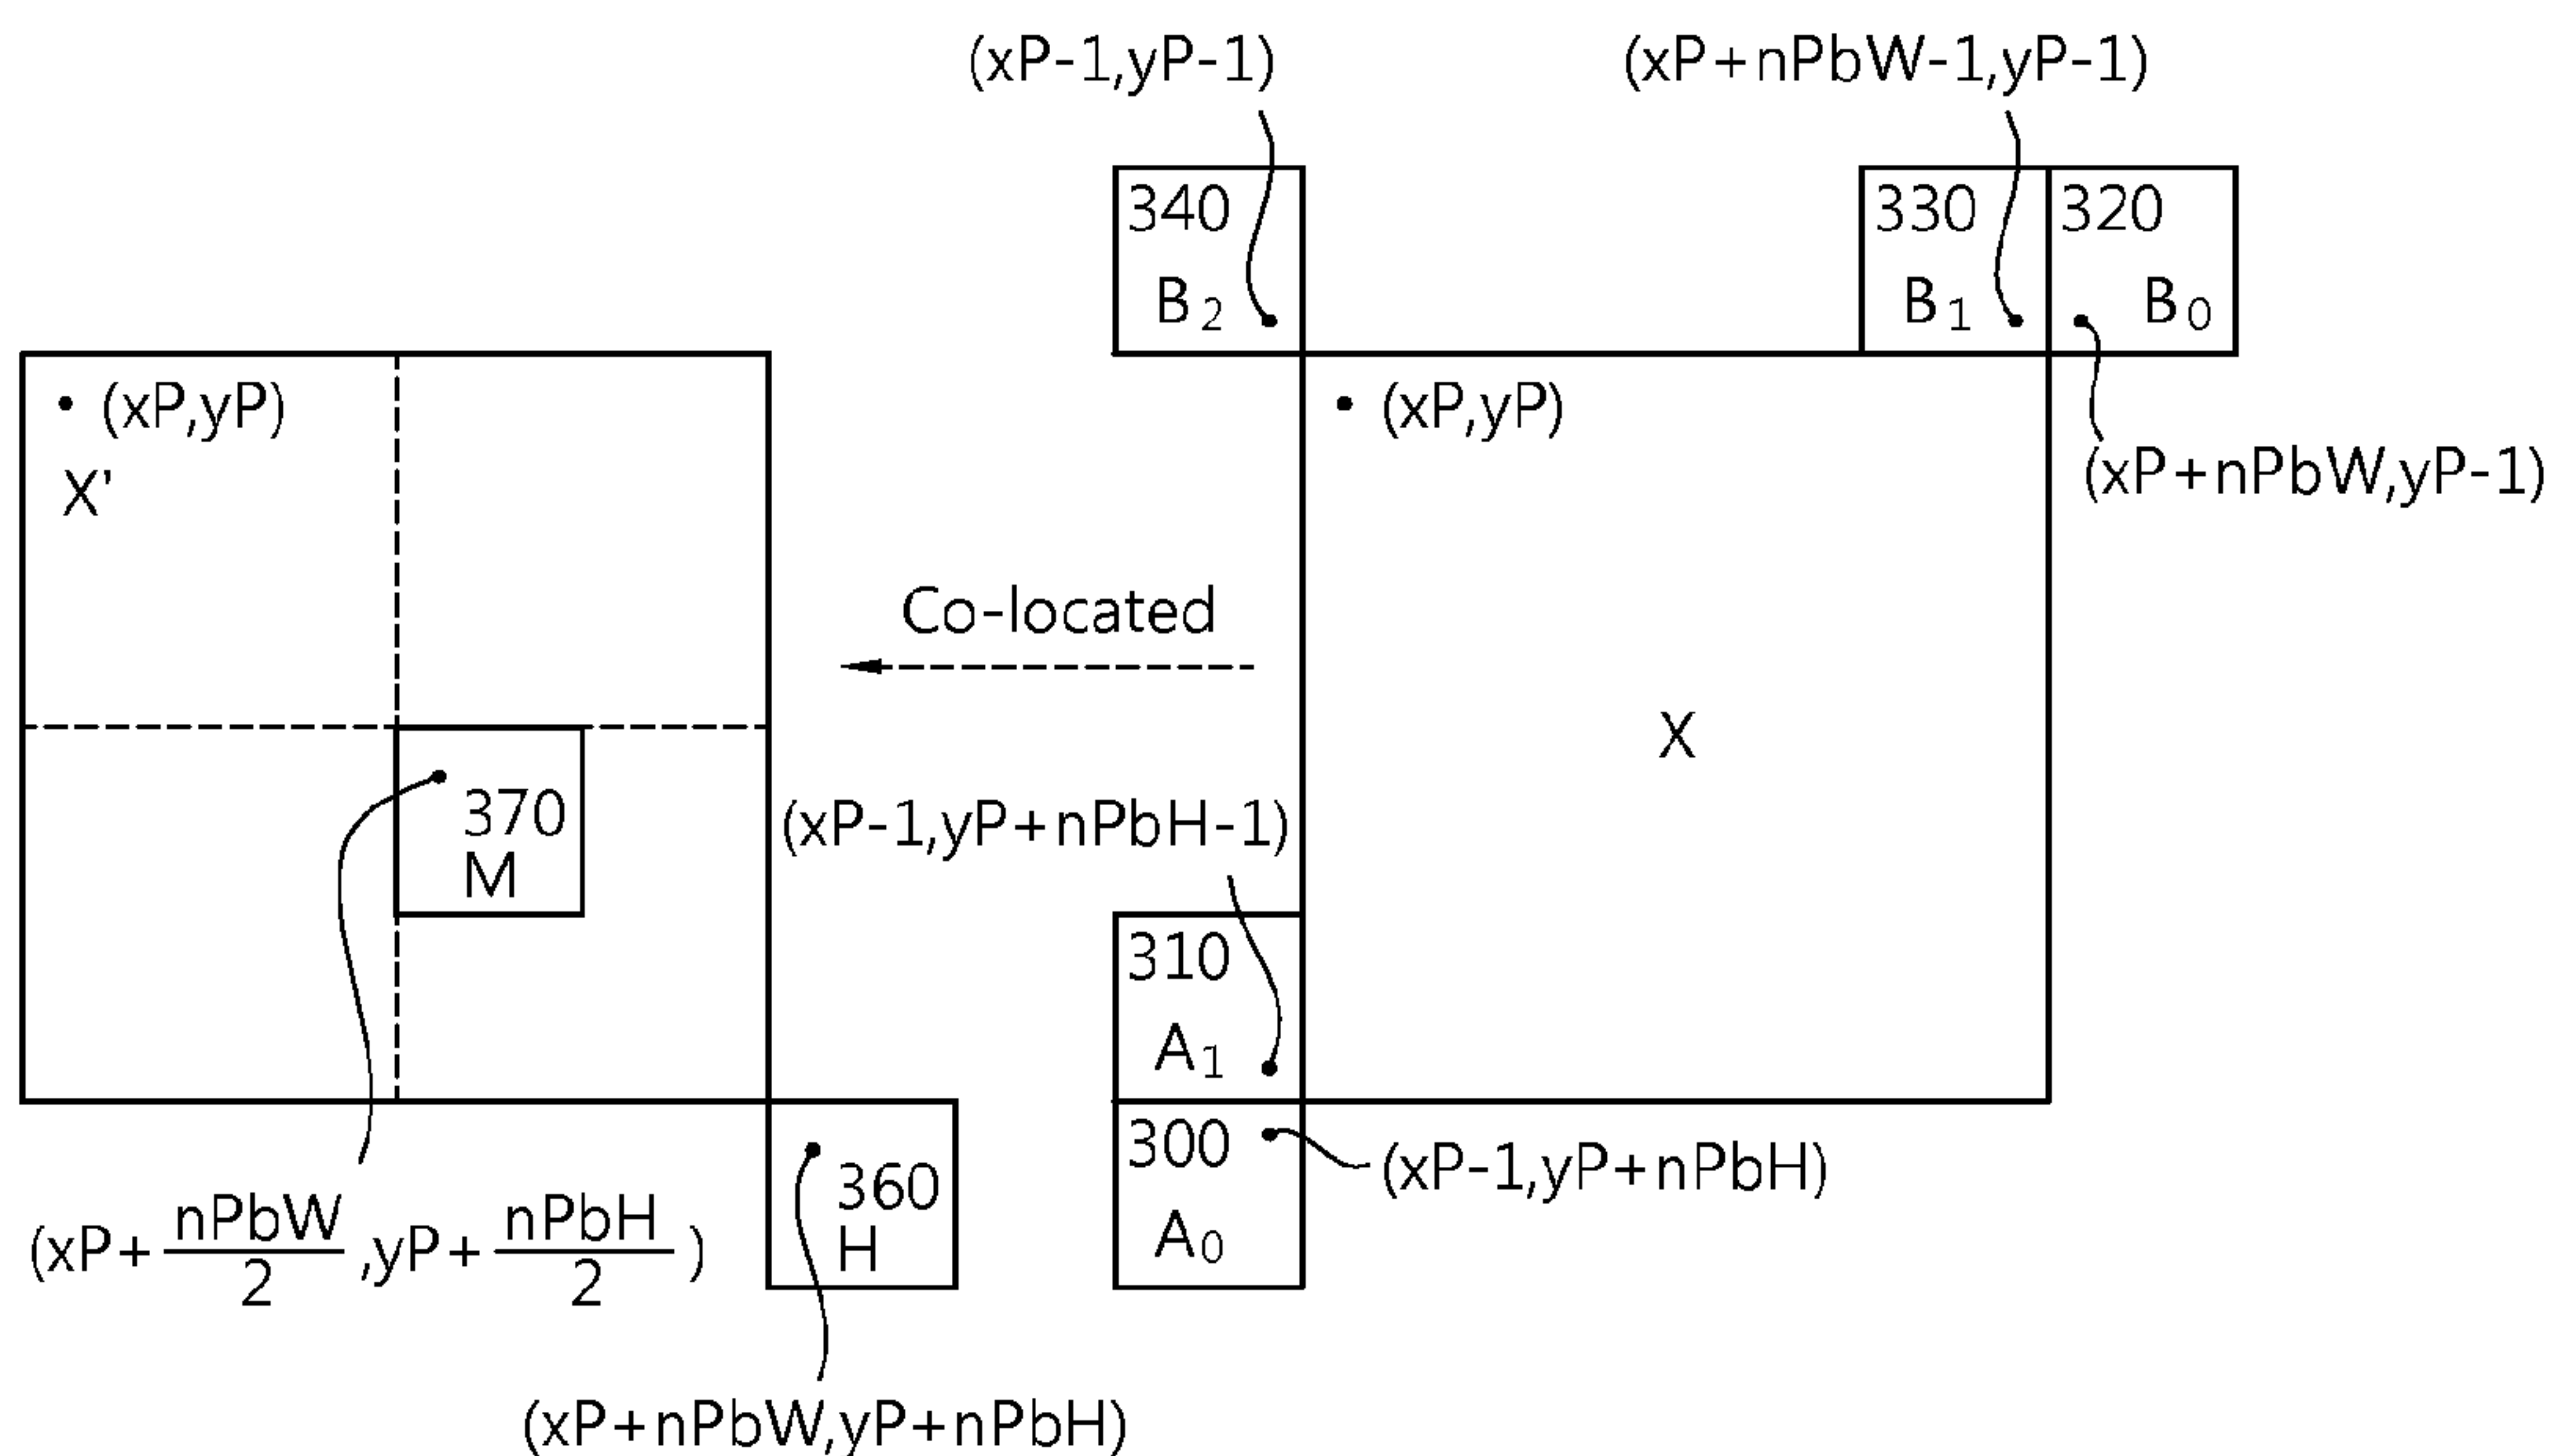 (xP-1,yP-1)
(xP+nPbW-1,yP-1)
340
B2
330
B1
320
B0
(xP,yP)
X'
(xP,yP)
(xP+nPbW,yP-1)
Co-located
X
370
M
(xP-1,yP+nPbH-1)
310
A1
300
A0
(xP-1,yP+nPbH)
360
H
(xP+nPbW/2,yP+nPbH/2)
(xP+nPbW,yP+nPbH)